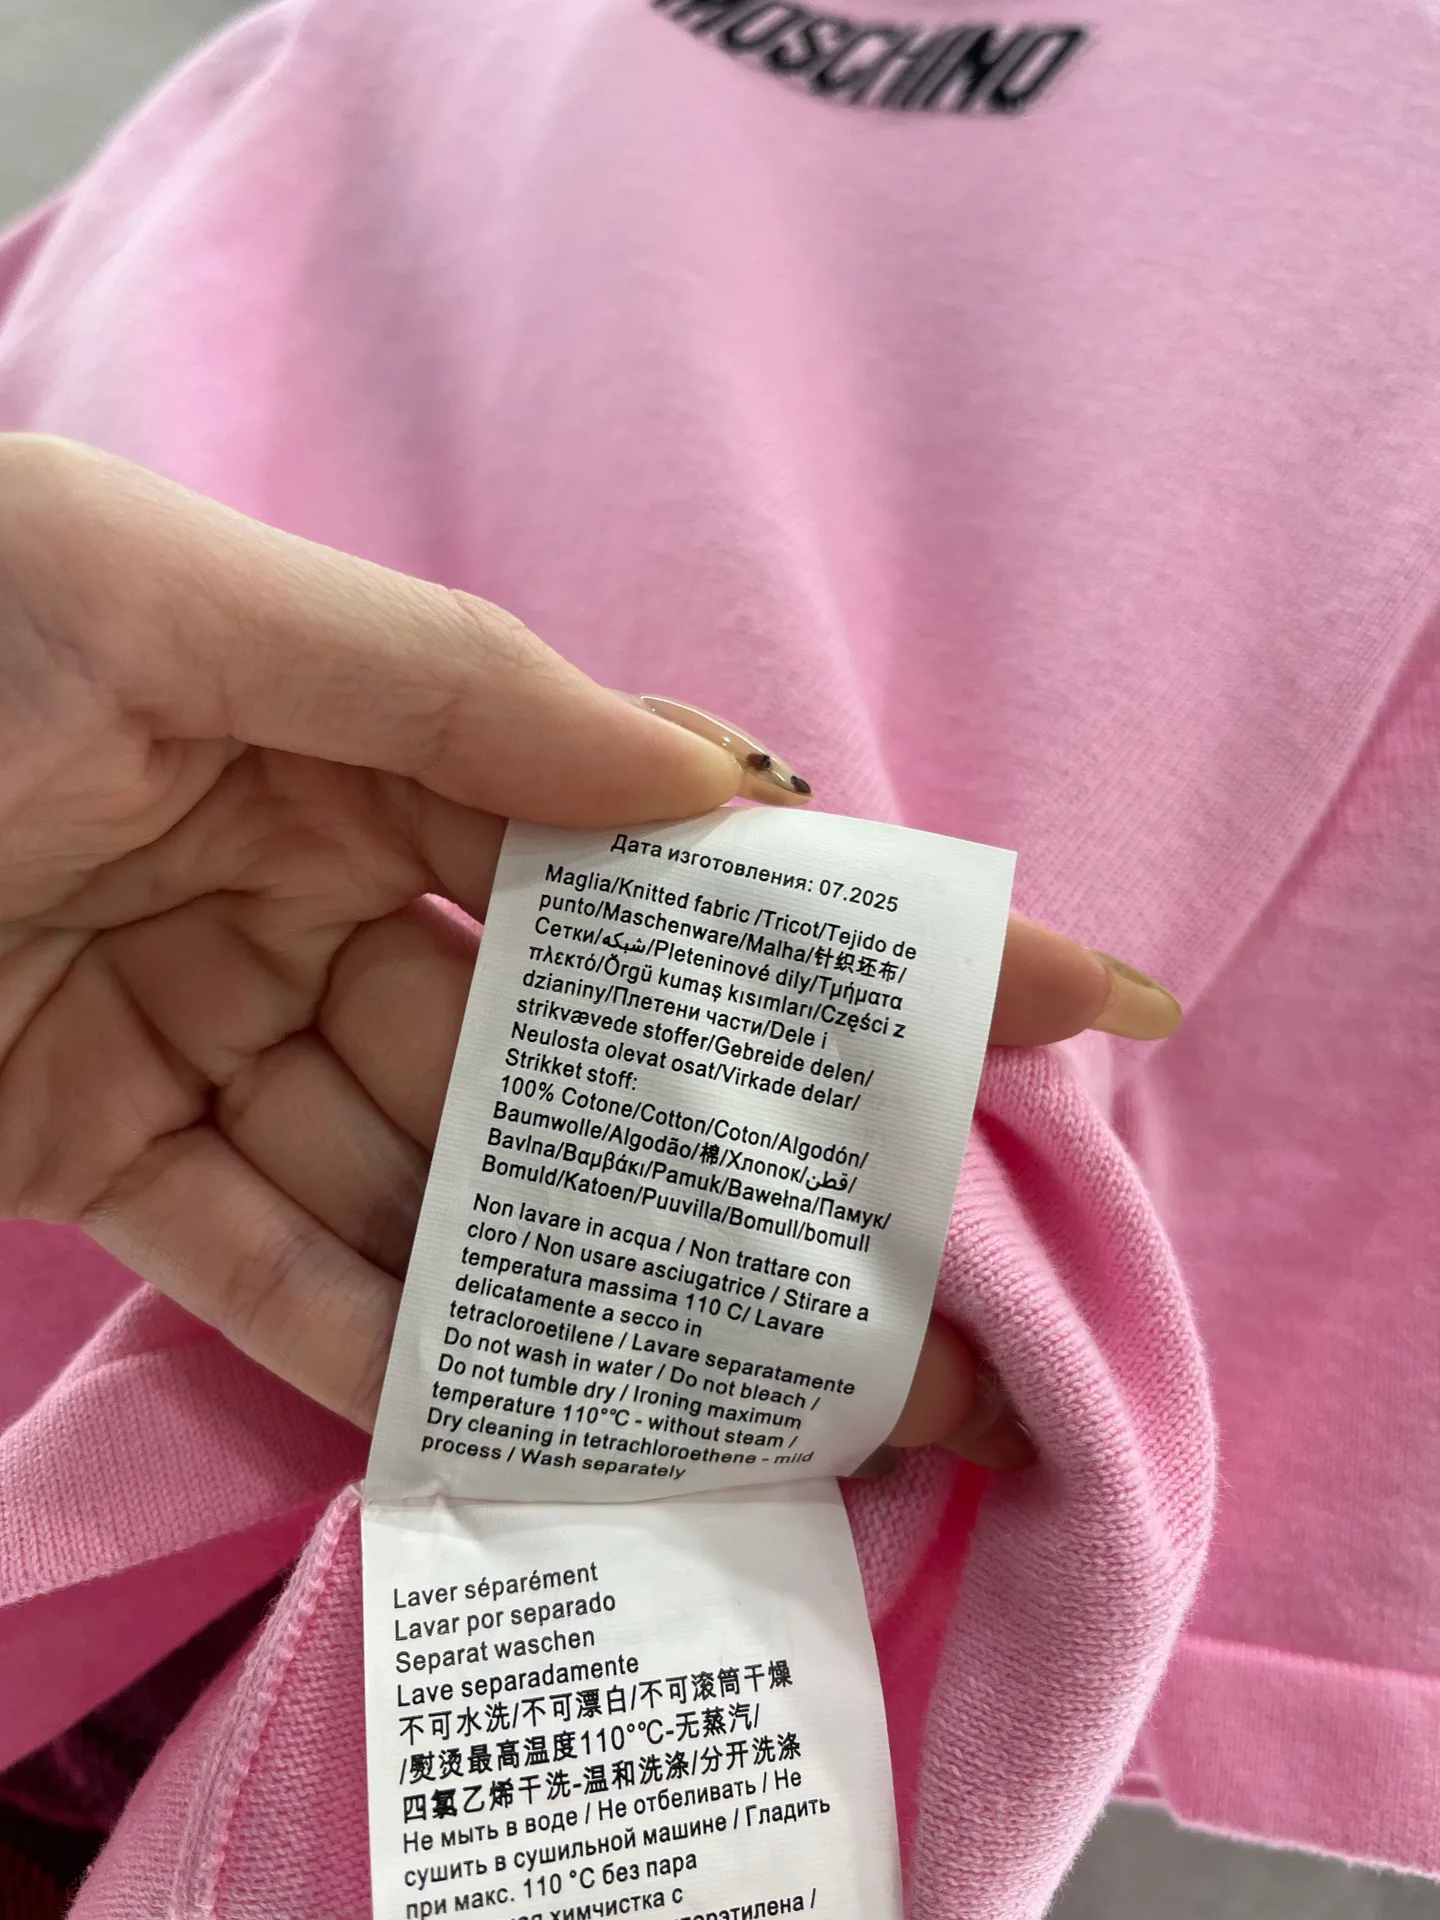 MOSCHINO
Дата изготовления: 07.2025
Maglia/Knitted fabric /Tricot/Tejido de
punto/Maschenware/Malha/针织坯布/
Сетки/شبكه/Pleteninové díly/Τμήματα
πλεκτό/Örgü kumaş kısımları/Części z
dzianiny/Плетени части/Dele i
strikvævede stoffer/Gebreide delen/
Neulosta olevat osat/Virkade delar/
Strikket stoff:
100% Cotone/Cotton/Coton/Algodón/
Baumwolle/Algodão/棉/Хлопок/قطن/
Bavlna/Βαμβάκι/Pamuk/Bawełna/Памук/
Bomuld/Katoen/Puuvilla/Bomull/bomull
Non lavare in acqua / Non trattare con
cloro / Non usare asciugatrice / Stirare a
temperatura massima 110 C/ Lavare
delicatamente a secco in
tetracloroetilene / Lavare separatamente
Do not wash in water / Do not bleach /
Do not tumble dry / Ironing maximum
temperature 110°°C - without steam /
Dry cleaning in tetrachloroethene - mild
process / Wash separately
Laver séparément
Lavar por separado
Separat waschen
Lave separadamente
不可水洗/不可漂白/不可滚筒干燥
/熨烫最高温度110°°C-无蒸汽/
四氯乙烯干洗-温和洗涤/分开洗涤
Не мыть в воде / Не отбеливать / Не
сушить в сушильной машине / Гладить
при макс. 110 °C без пара
химчистка с